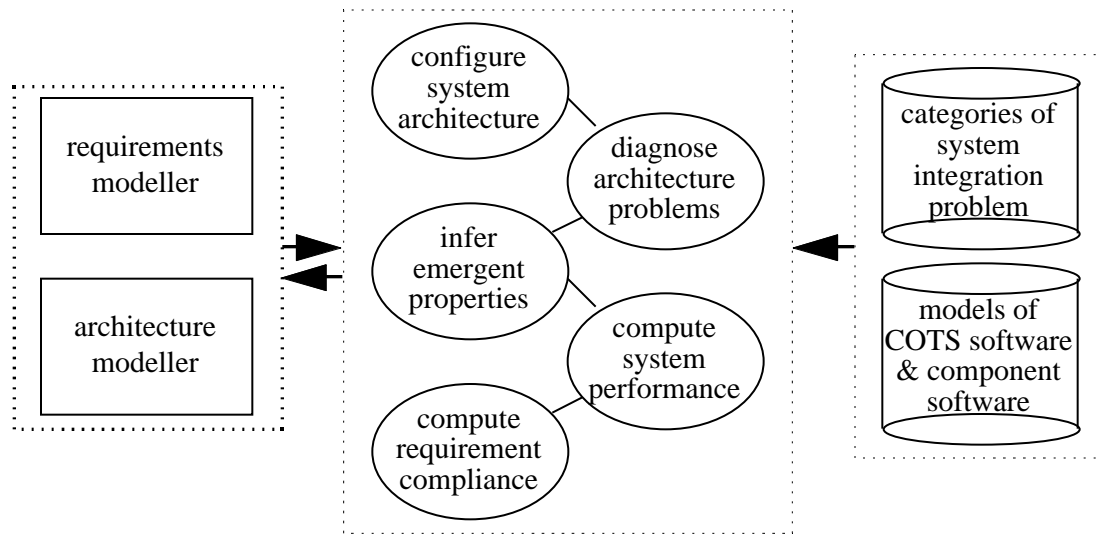 requirements
modeller
architecture
modeller
configure
system
architecture
diagnose
architecture
problems
infer
emergent
properties
compute
system
performance
compute
requirement
compliance
categories of
system
integration
problem
models of
COTS software
& component
software